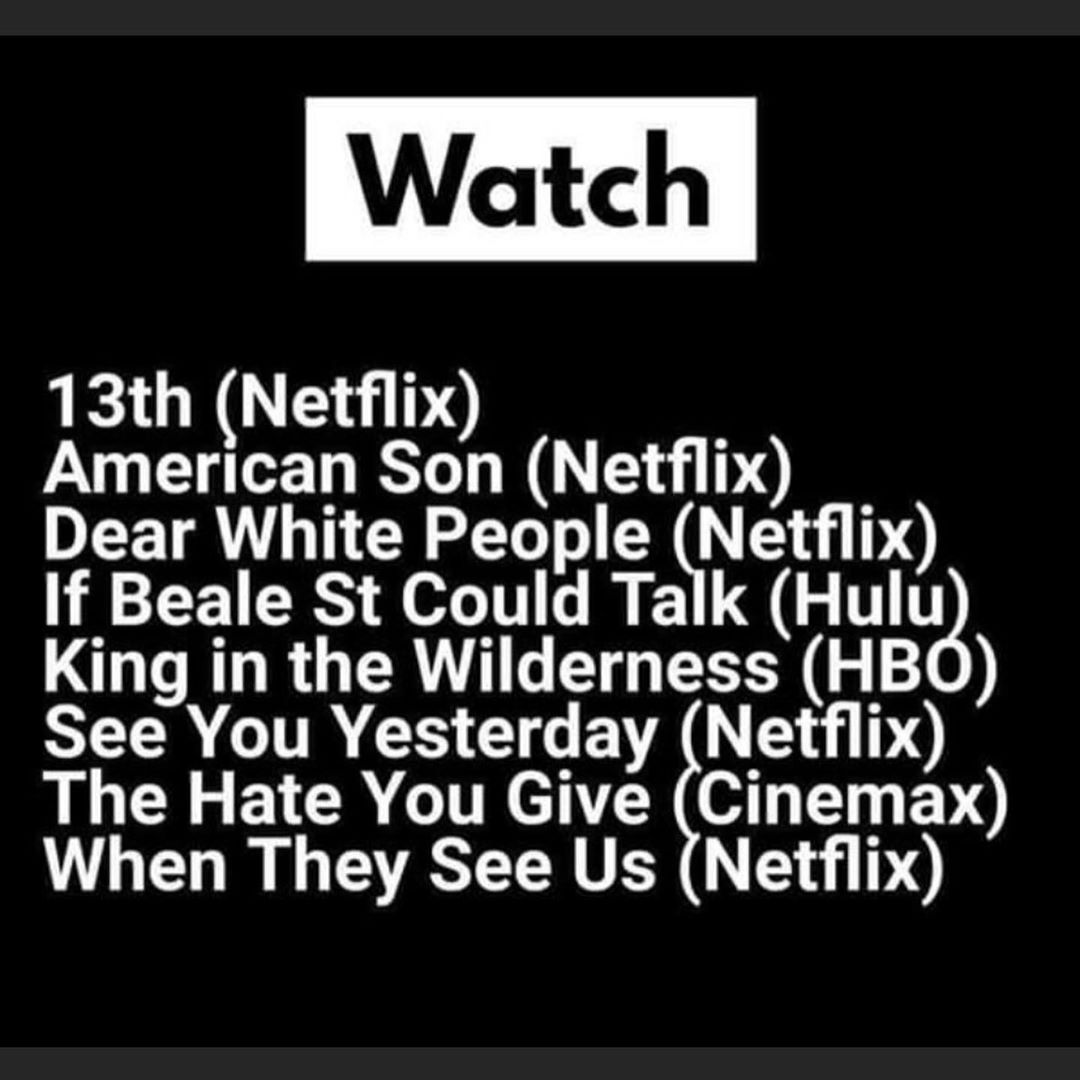 Watch
13th (Netflix)
American Son (Netflix)
Dear White People (Netflix)
If Beale St Could Talk (Hulu)
King in the Wilderness (HBO)
See You Yesterday (Netflix)
The Hate You Give (Cinemax)
When They See Us (Netflix)